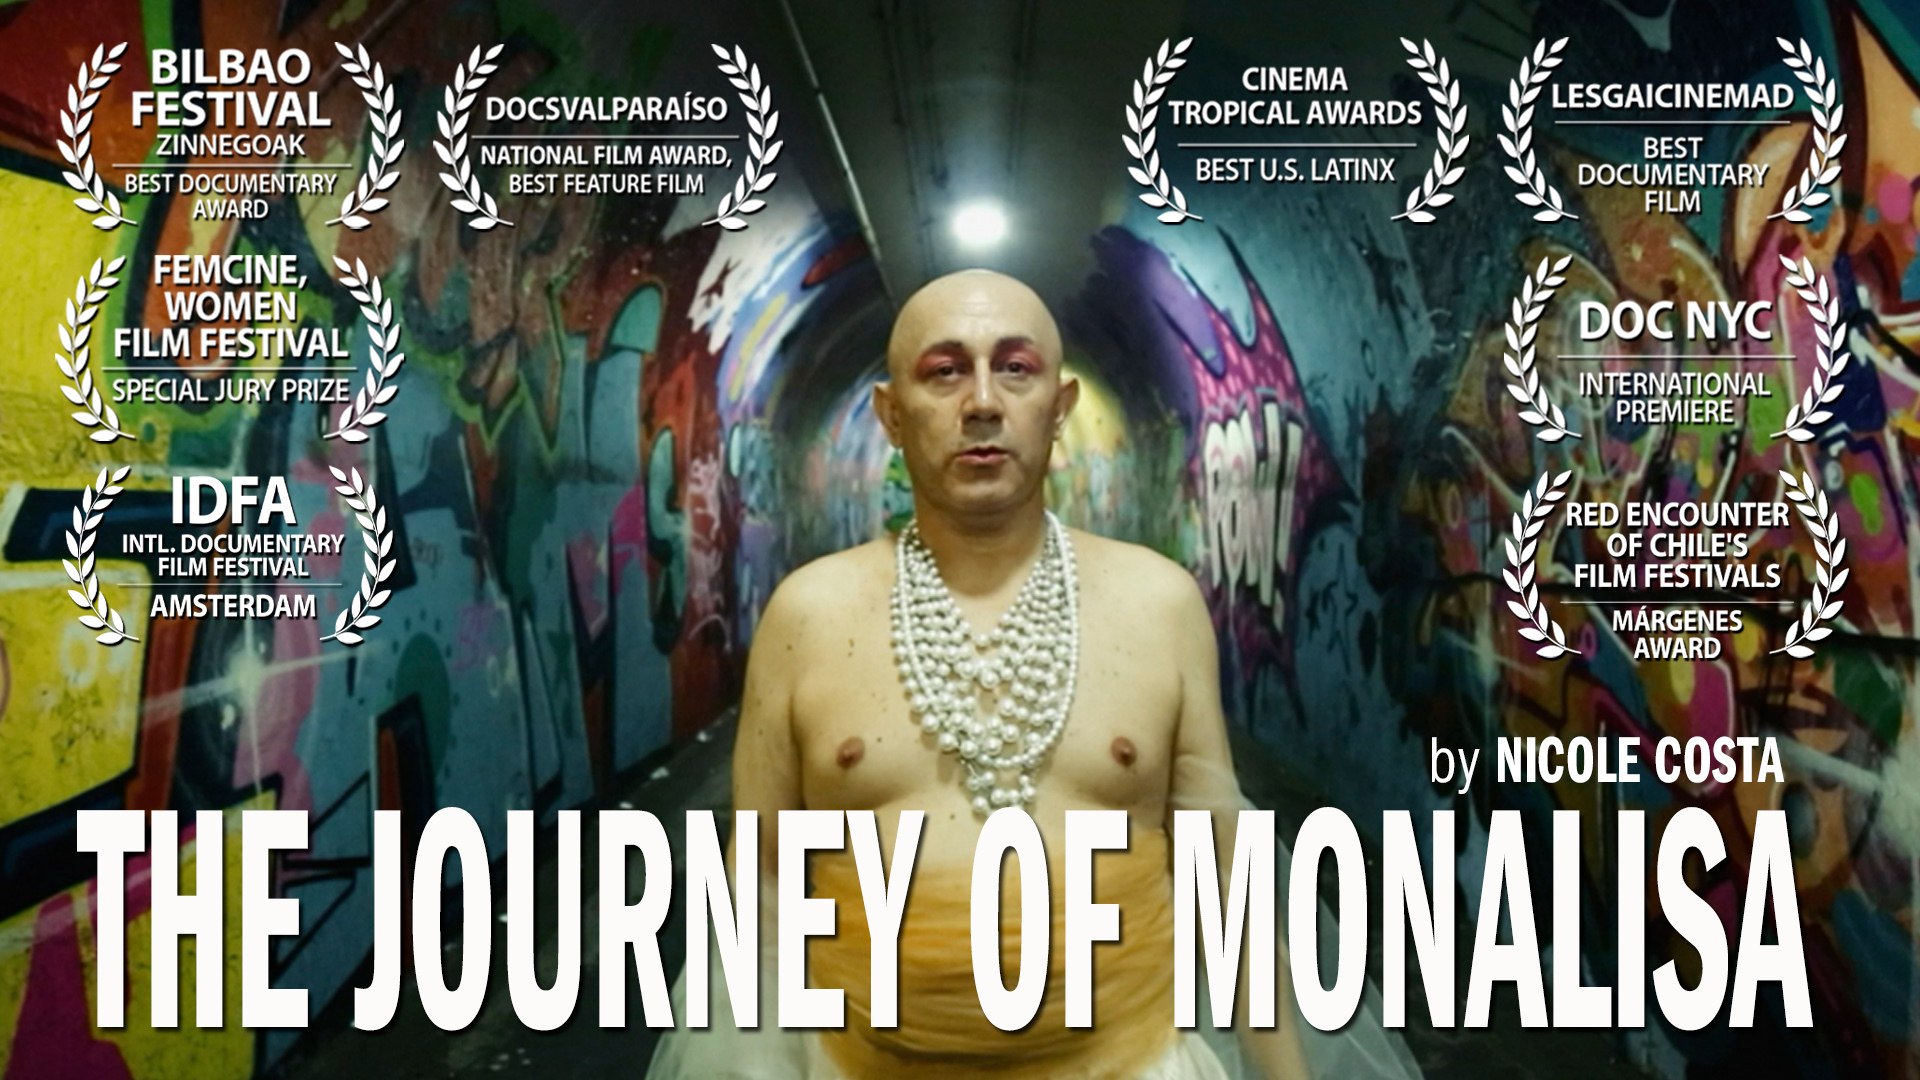 BILBAO
FESTIVAL
ZINNEGOAK
BEST DOCUMENTARY
AWARD
DOCSVALPARAÍSO
NATIONAL FILM AWARD,
BEST FEATURE FILM
CINEMA
TROPICAL AWARDS
BEST U.S. LATINX
LESGAICINEMAD
BEST
DOCUMENTARY
FILM
FEMCINE,
WOMEN
FILM FESTIVAL
SPECIAL JURY PRIZE
DOC NYC
INTERNATIONAL
PREMIERE
IDFA
INTL. DOCUMENTARY
FILM FESTIVAL
AMSTERDAM
RED ENCOUNTER
OF CHILE'S
FILM FESTIVALS
MÁRGENES
AWARD
POW!
by NICOLE COSTA
THE JOURNEY OF MONALISA